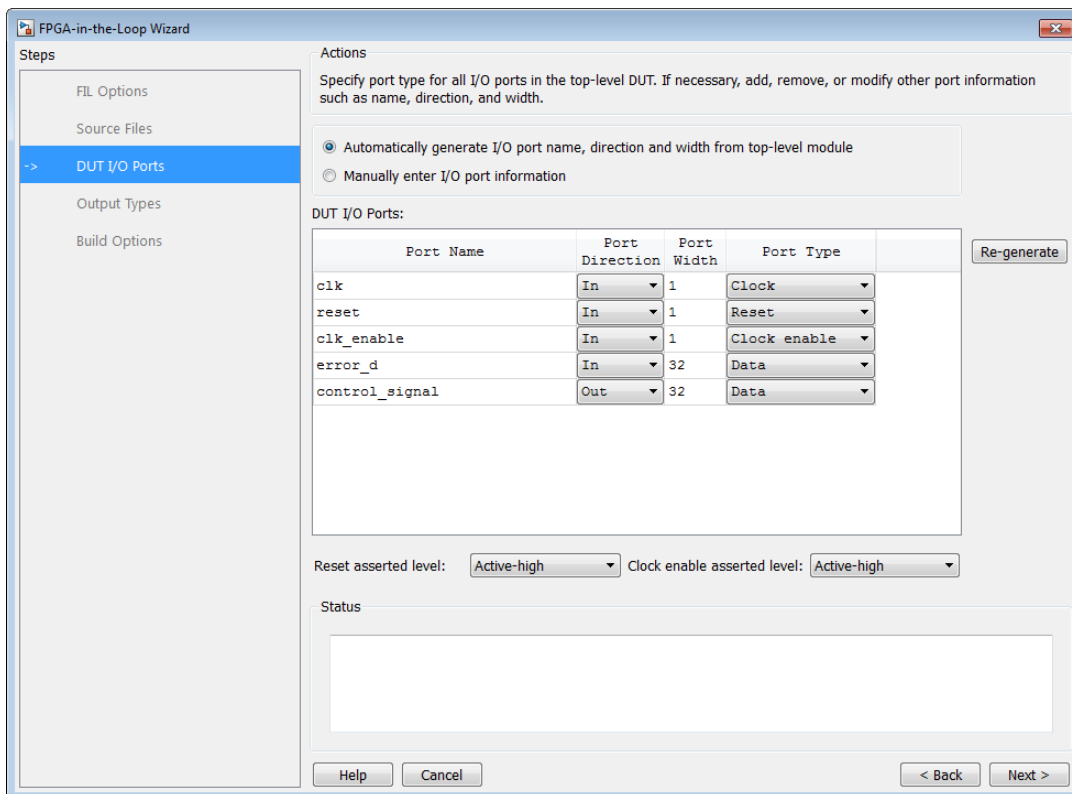 FPGA-in-the-Loop Wizard
Steps
FIL Options
Source Files
-> DUT I/O Ports
Output Types
Build Options
Actions
Specify port type for all I/O ports in the top-level DUT. If necessary, add, remove, or modify other port information
such as name, direction, and width.
Automatically generate I/O port name, direction and width from top-level module
Manually enter I/O port information
DUT I/O Ports:
Port Name Port Direction Port Width Port Type
clk In 1 Clock
reset In 1 Reset
clk_enable In 1 Clock enable
error_d In 32 Data
control_signal Out 32 Data
Re-generate
Reset asserted level: Active-high Clock enable asserted level: Active-high
Status
Help Cancel < Back Next >